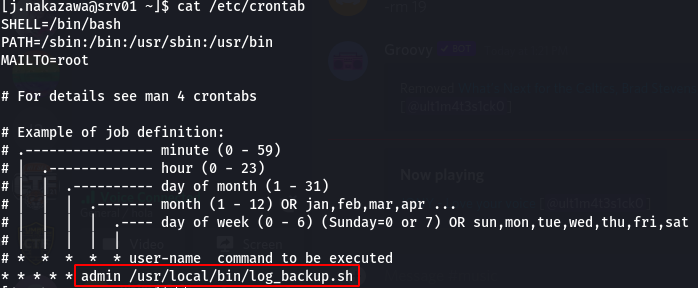 [j.nakazawa@srv01 ~]$ cat /etc/crontab
SHELL=/bin/bash
PATH=/sbin:/bin:/usr/sbin:/usr/bin
MAILTO=root
# For details see man 4 crontabs
# Example of job definition:
# .---------------- minute (0 - 59)
# | .------------- hour (0 - 23)
# | | .---------- day of month (1 - 31)
# | | | .------- month (1 - 12) OR jan,feb,mar,apr ...
# | | | | .---- day of week (0 - 6) (Sunday=0 or 7) OR sun,mon,tue,wed,thu,fri,sat
# | | | | |
# * * * * * user-name command to be executed
* * * * * admin /usr/local/bin/log_backup.sh
Groovy
Removed
Now playing
Video
Screen